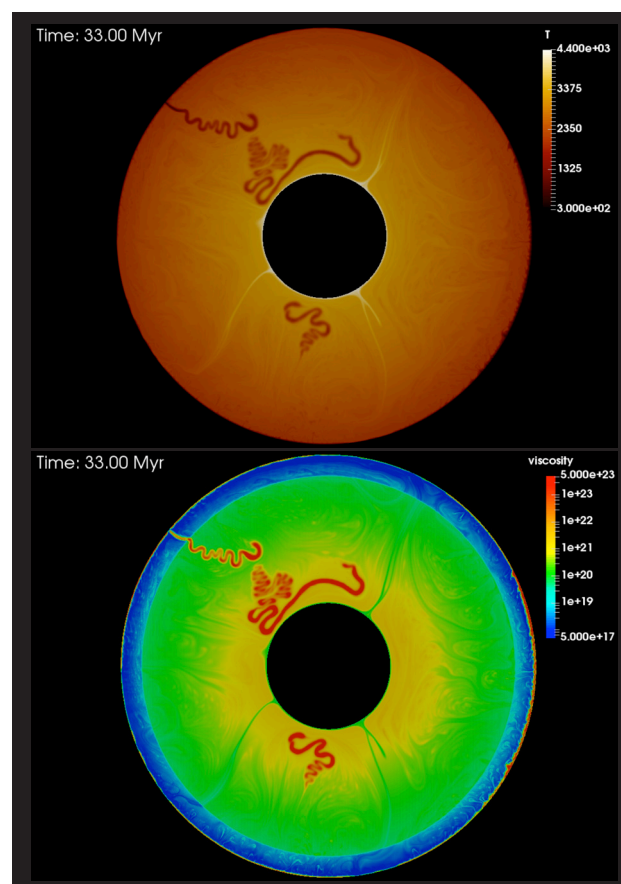 Time: 33.00 Myr
T
4.400e+03
3375
2350
1325
3.000e+02
Time: 33.00 Myr
viscosity
5.000e+23
1e+23
1e+22
1e+21
1e+20
1e+19
5.000e+17